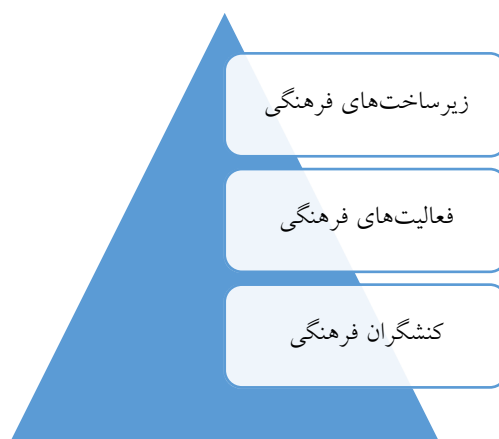 زیرساخت‌های فرهنگی
فعالیت‌های فرهنگی
کنشگران فرهنگی